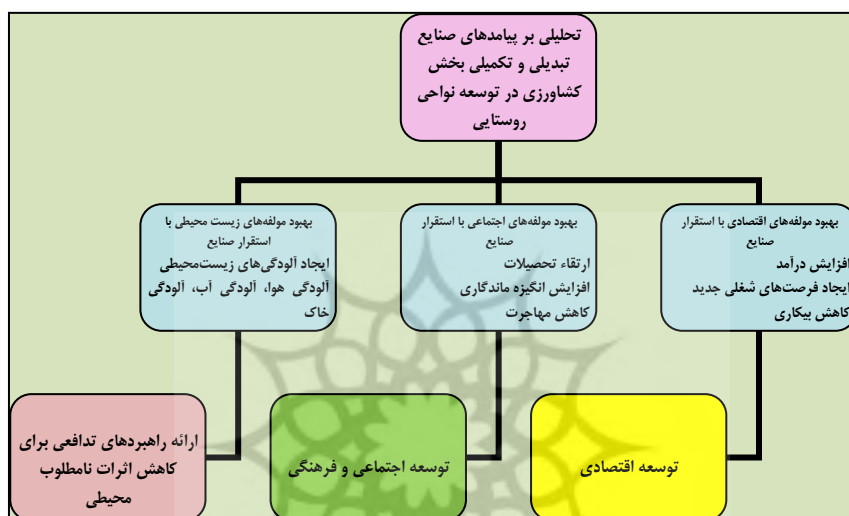 تحلیلی بر پیامدهای صنایع
تبدیلی و تکمیلی بخش
کشاورزی در توسعه نواحی
روستایی
بهبود مولفه‌های اقتصادی با استقرار
صنایع
افزایش درآمد
ایجاد فرصت‌های شغلی جدید
کاهش بیکاری
بهبود مولفه‌های اجتماعی با استقرار
صنایع
ارتقاء تحصیلات
افزایش انگیزه ماندگاری
کاهش مهاجرت
بهبود مولفه‌های زیست محیطی با
استقرار صنایع
ایجاد آلودگی‌های زیست‌محیطی
آلودگی هوا، آلودگی آب، آلودگی
خاک
توسعه اقتصادی
توسعه اجتماعی و فرهنگی
ارائه راهبردهای تدافعی برای
کاهش اثرات نامطلوب
محیطی